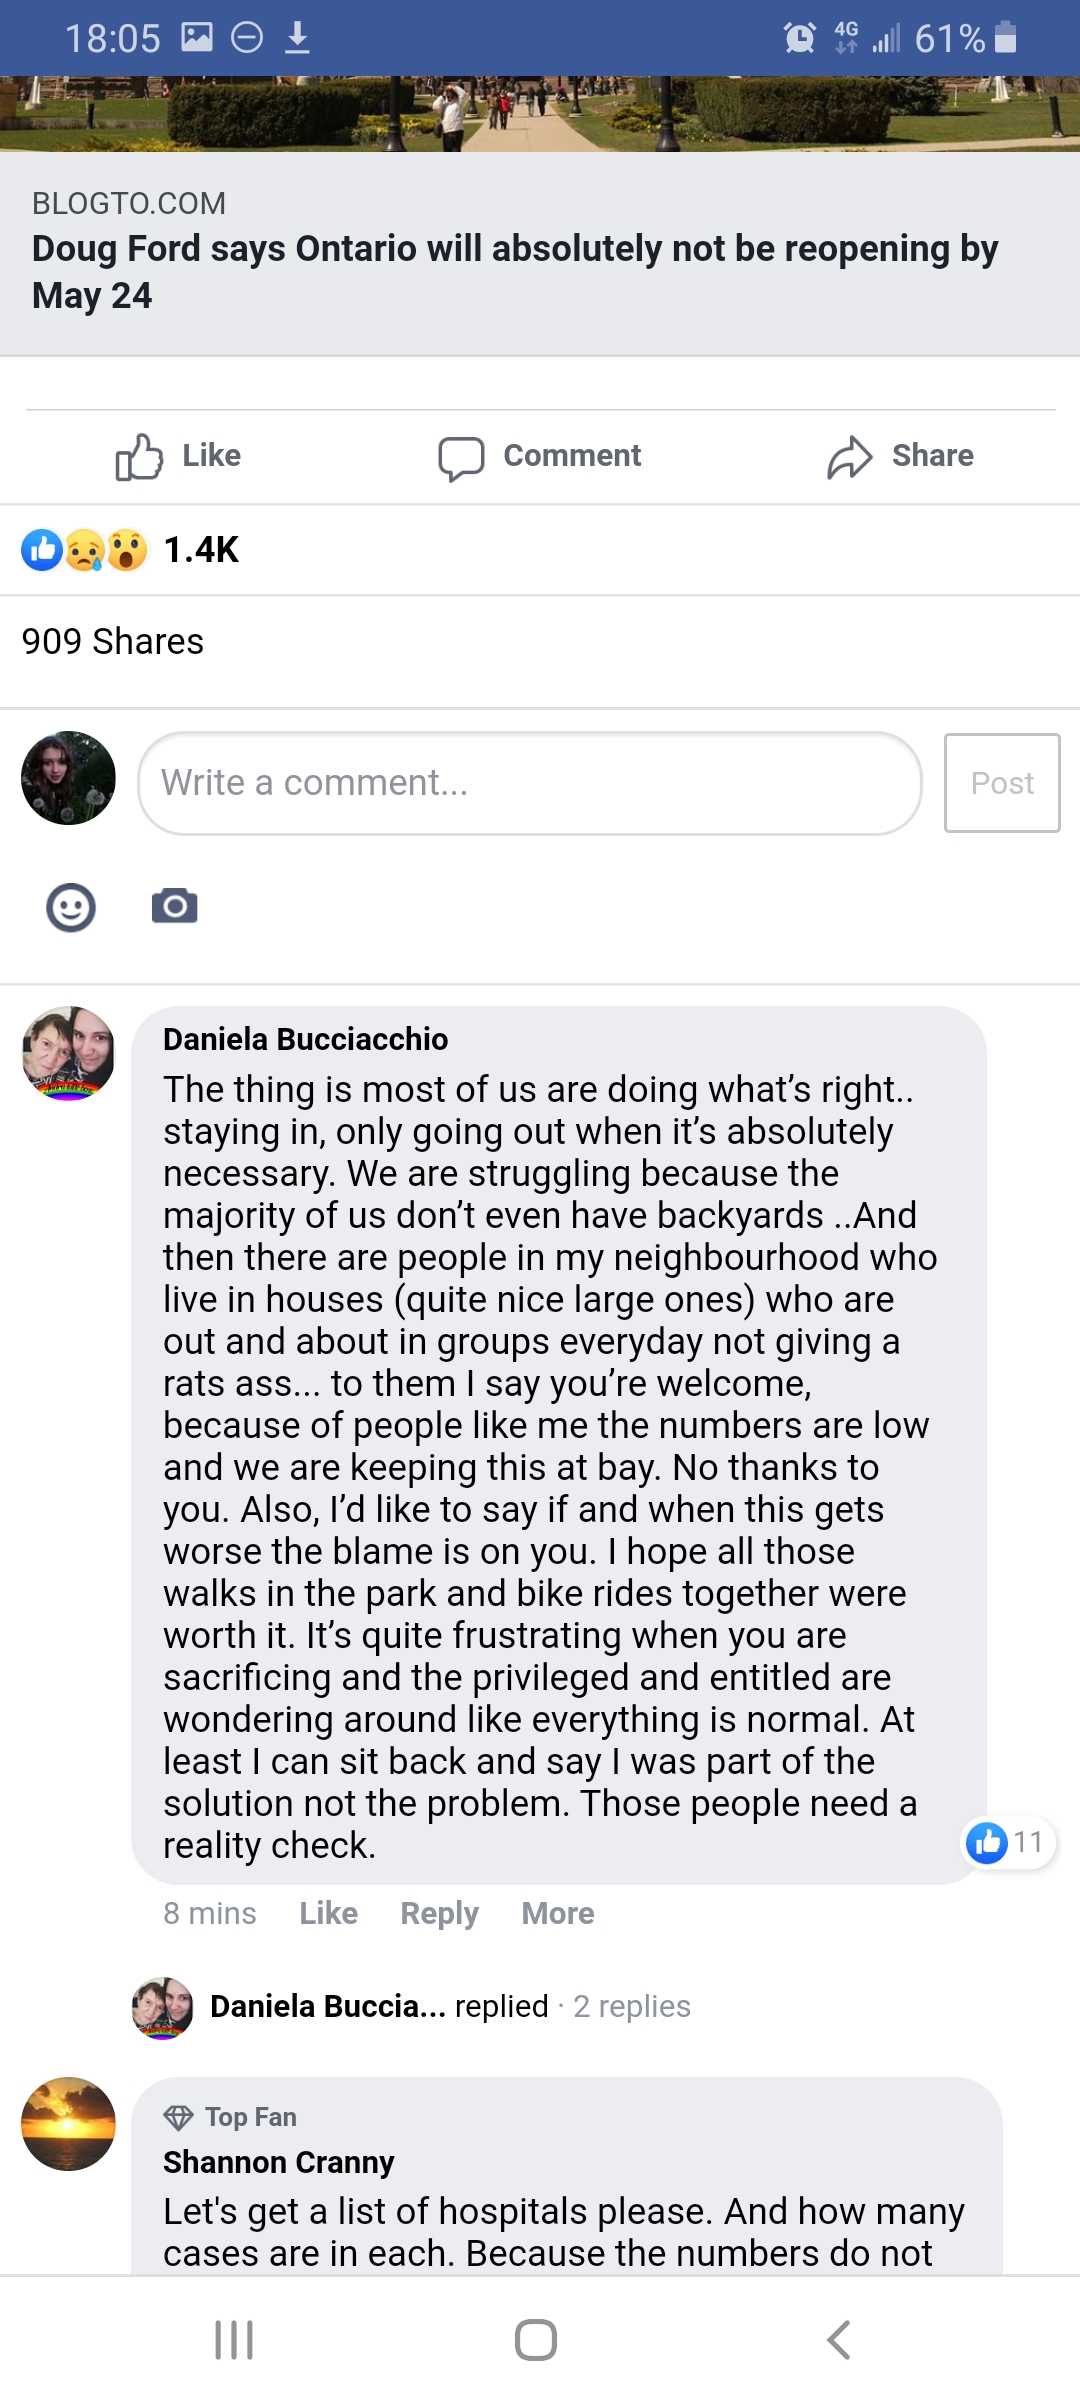 18:05
4G
61%
BLOGTO.COM
Doug Ford says Ontario will absolutely not be reopening by
May 24
Like
Comment
Share
1.4K
909 Shares
Write a comment...
Post
Daniela Bucciacchio
The thing is most of us are doing what’s right..
staying in, only going out when it’s absolutely
necessary. We are struggling because the
majority of us don’t even have backyards ..And
then there are people in my neighbourhood who
live in houses (quite nice large ones) who are
out and about in groups everyday not giving a
rats ass... to them I say you’re welcome,
because of people like me the numbers are low
and we are keeping this at bay. No thanks to
you. Also, I’d like to say if and when this gets
worse the blame is on you. I hope all those
walks in the park and bike rides together were
worth it. It’s quite frustrating when you are
sacrificing and the privileged and entitled are
wondering around like everything is normal. At
least I can sit back and say I was part of the
solution not the problem. Those people need a
reality check.
11
8 mins
Like
Reply
More
Daniela Buccia... replied · 2 replies
Top Fan
Shannon Cranny
Let's get a list of hospitals please. And how many
cases are in each. Because the numbers do not